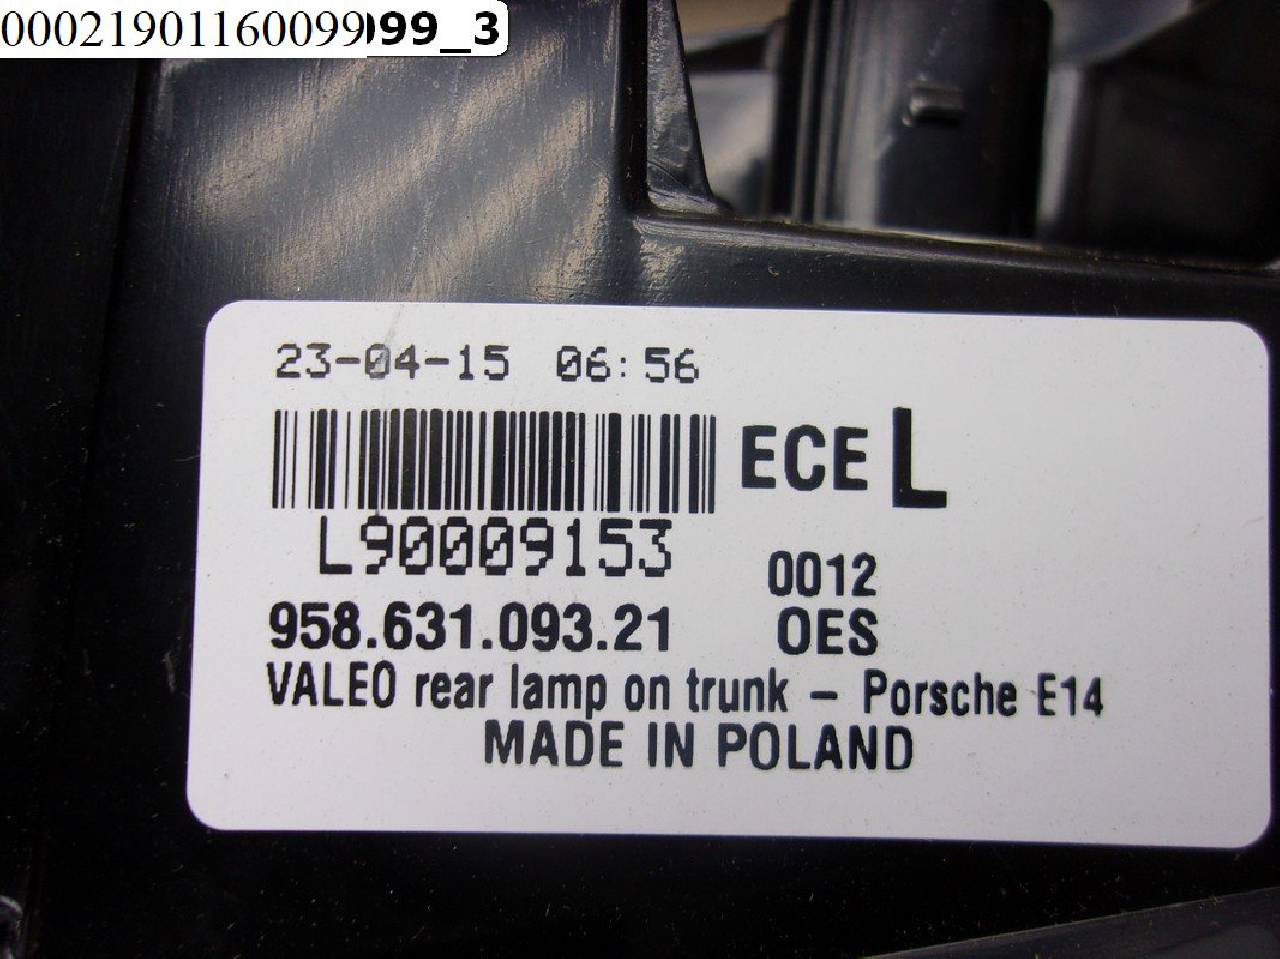 00021901160099099_3
23-04-15 06:56
ECE L
L90009153
0012
958.631.093.21 OES
VALEO rear lamp on trunk – Porsche E14
MADE IN POLAND